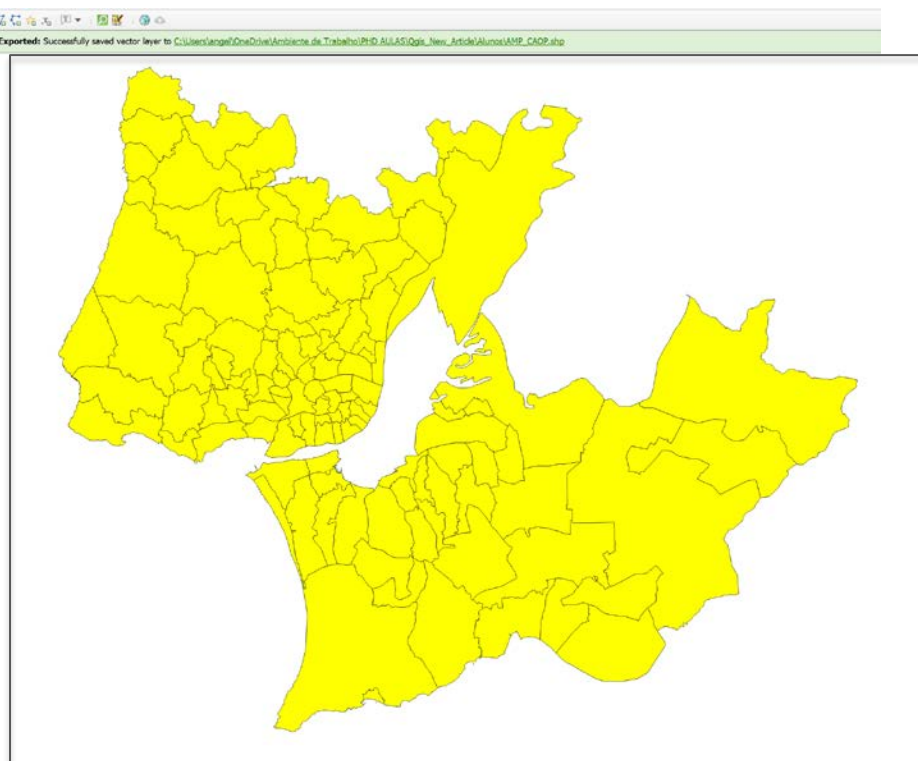 Exported: Successfully saved vector layer to C:\Users\angel\OneDrive\Ambiente de Trabalho\PHD AULAS\Qgis_New_Article\Alunos\AMP_CAOP.shp